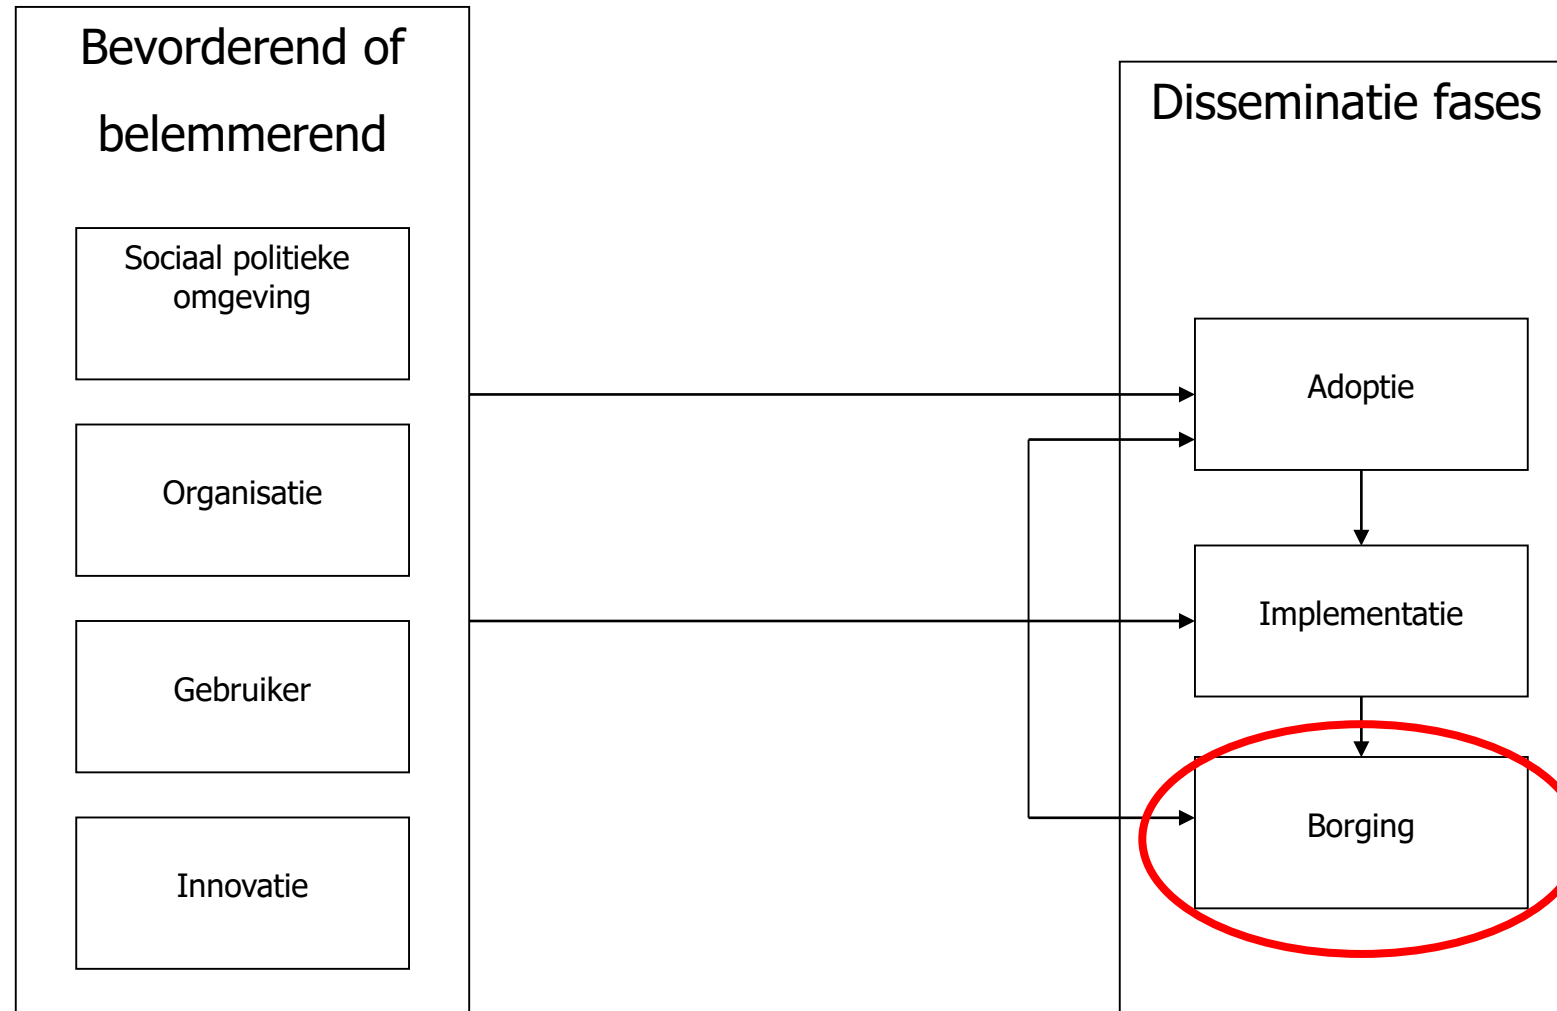 Bevorderend of
belemmerend
Sociaal politieke
omgeving
Organisatie
Gebruiker
Innovatie
Disseminatie fases
Adoptie
Implementatie
Borging